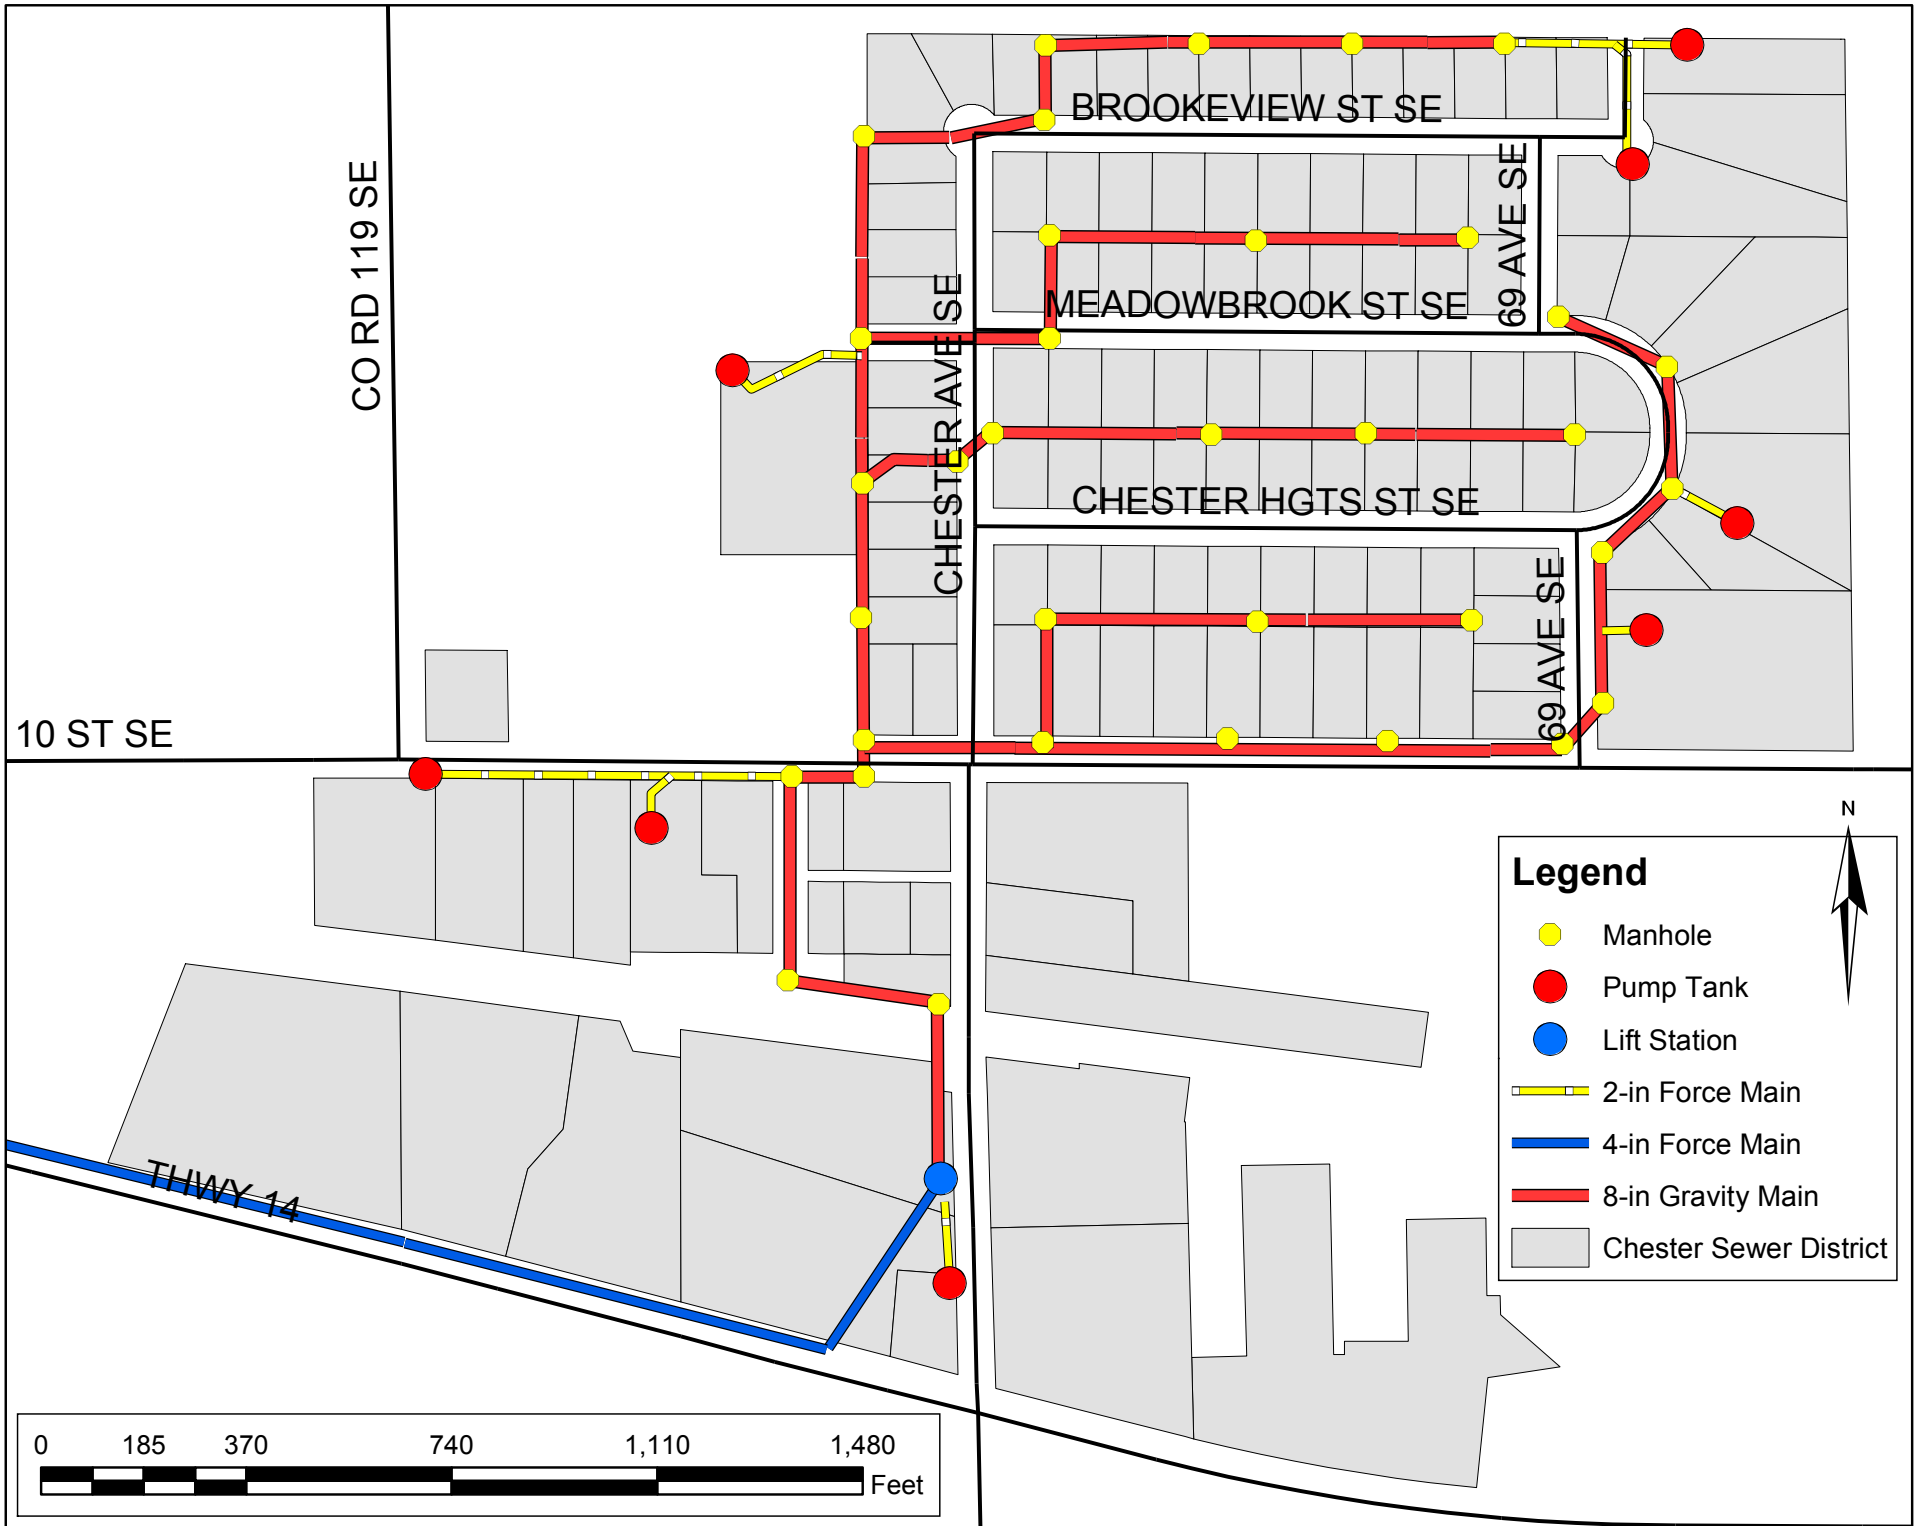 BROOKEVIEW ST SE
69 AVE SE
CO RD 119 SE
MEADOWBROOK ST SE
CHESTER AVE SE
CHESTER HGTS ST SE
69 AVE SE
10 ST SE
N
Legend
Manhole
Pump Tank
Lift Station
2-in Force Main
4-in Force Main
8-in Gravity Main
Chester Sewer District
THWY 14
0 185 370 740 1,110 1,480
Feet